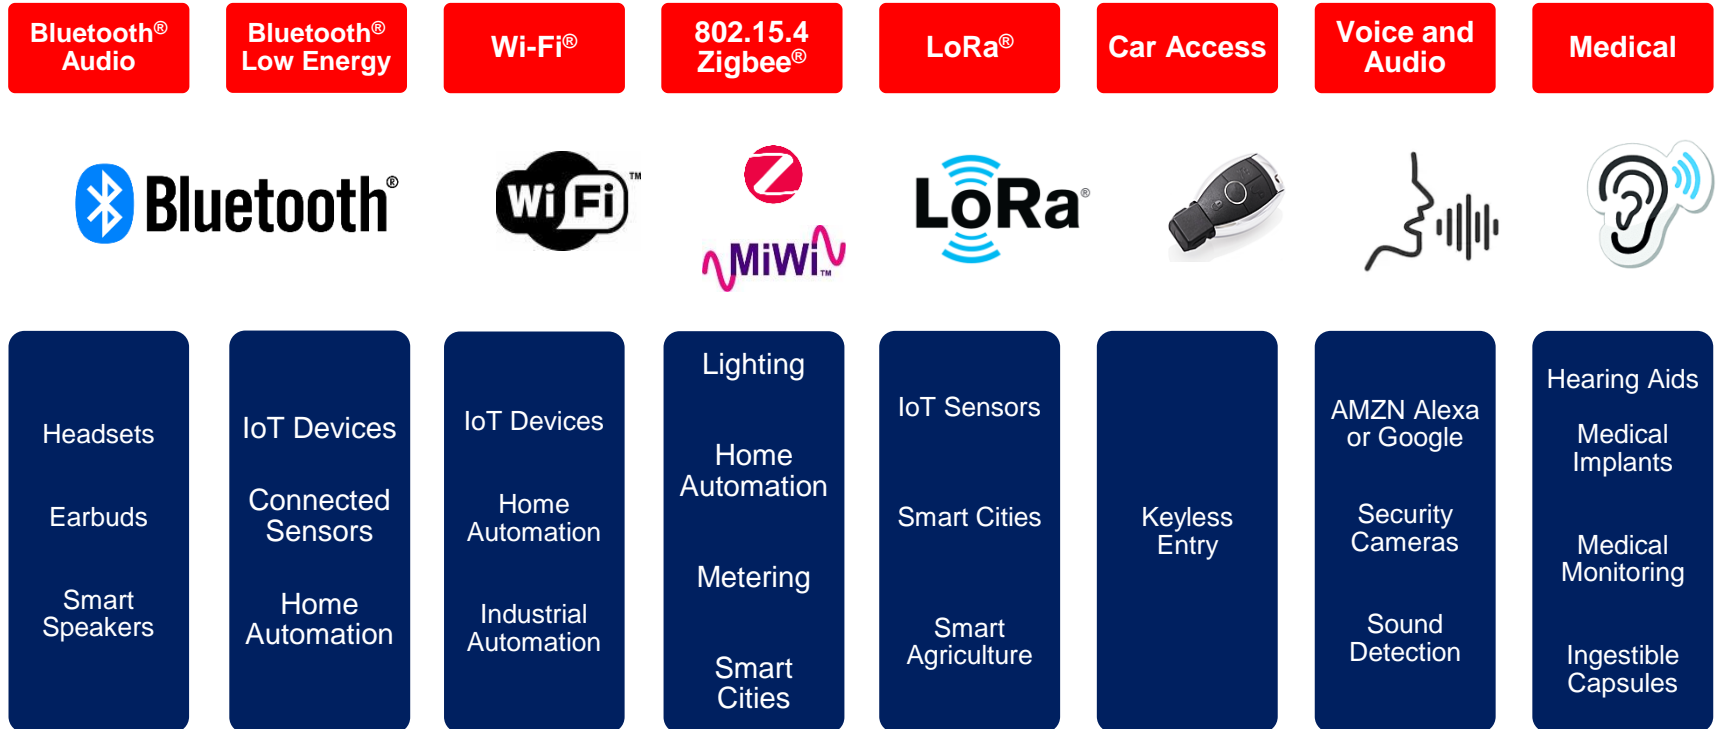 Bluetooth®
Audio
Bluetooth®
Low Energy
Wi-Fi®
802.15.4
Zigbee®
LoRa®
Car Access
Voice and
Audio
Medical
Bluetooth®
Wi Fi™
Z
MiWi™
LoRa®
Headsets
Earbuds
Smart
Speakers
IoT Devices
Connected
Sensors
Home
Automation
IoT Devices
Home
Automation
Industrial
Automation
Lighting
Home
Automation
Metering
Smart
Cities
IoT Sensors
Smart Cities
Smart
Agriculture
Keyless
Entry
AMZN Alexa
or Google
Security
Cameras
Sound
Detection
Hearing Aids
Medical
Implants
Medical
Monitoring
Ingestible
Capsules